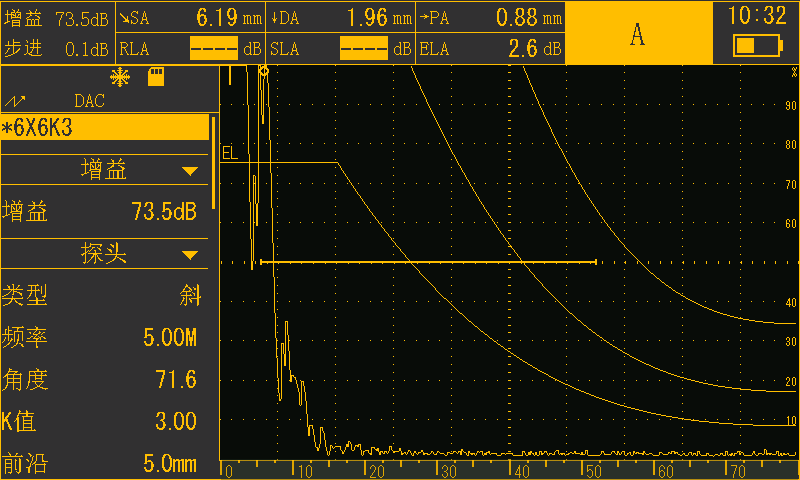 增益 73.5dB ↘SA 6.19 mm ↓DA 1.96 mm →PA 0.88 mm A 10:32
步进 0.1dB RLA ---- dB SLA ---- dB ELA 2.6 dB
DAC
*6X6K3
增益
增益 73.5dB
探头
类型 斜
频率 5.00M
角度 71.6
K值 3.00
前沿 5.0mm
EL
%
90
80
70
60
50
40
30
20
10
0 10 20 30 40 50 60 70